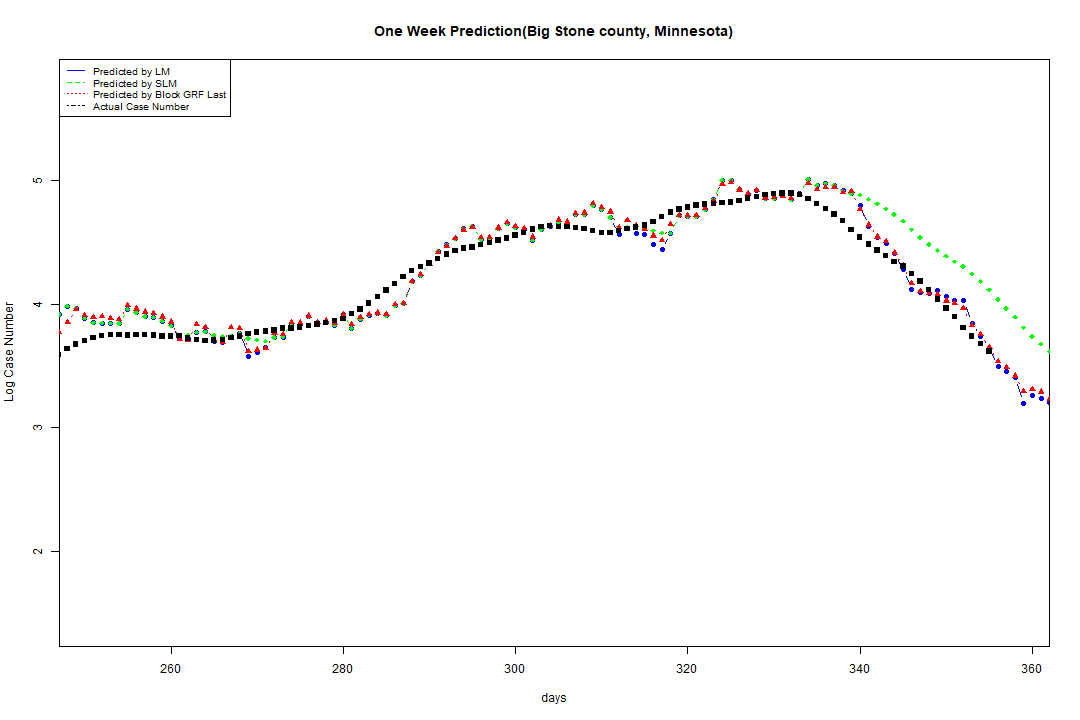 One Week Prediction(Big Stone county, Minnesota)
Predicted by LM
Predicted by SLM
Predicted by Block GRF Last
Actual Case Number
5
4
3
2
Log Case Number
260 280 300 320 340 360
days